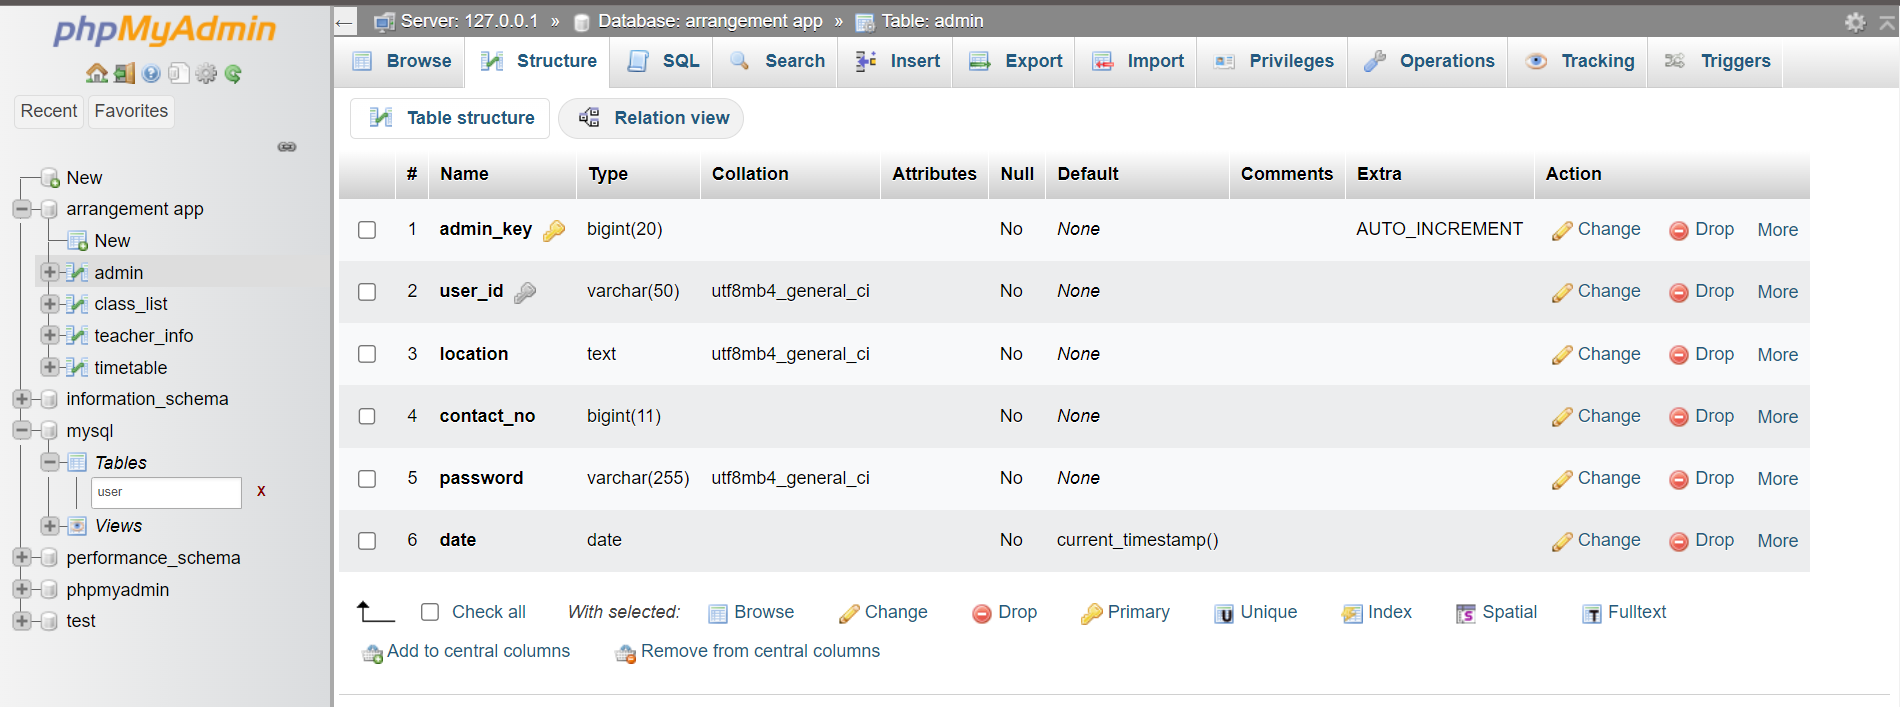 phpMyAdmin
Recent Favorites
New
arrangement app
New
admin
class_list
teacher_info
timetable
information_schema
mysql
Tables
user X
Views
performance_schema
phpmyadmin
test
← Server: 127.0.0.1 » Database: arrangement app » Table: admin
Browse Structure SQL Search Insert Export Import Privileges Operations Tracking Triggers
Table structure Relation view
# Name Type Collation Attributes Null Default Comments Extra Action
1 admin_key bigint(20) No None AUTO_INCREMENT Change Drop More
2 user_id varchar(50) utf8mb4_general_ci No None Change Drop More
3 location text utf8mb4_general_ci No None Change Drop More
4 contact_no bigint(11) No None Change Drop More
5 password varchar(255) utf8mb4_general_ci No None Change Drop More
6 date date No current_timestamp() Change Drop More
Check all With selected: Browse Change Drop Primary Unique Index Spatial Fulltext
Add to central columns Remove from central columns